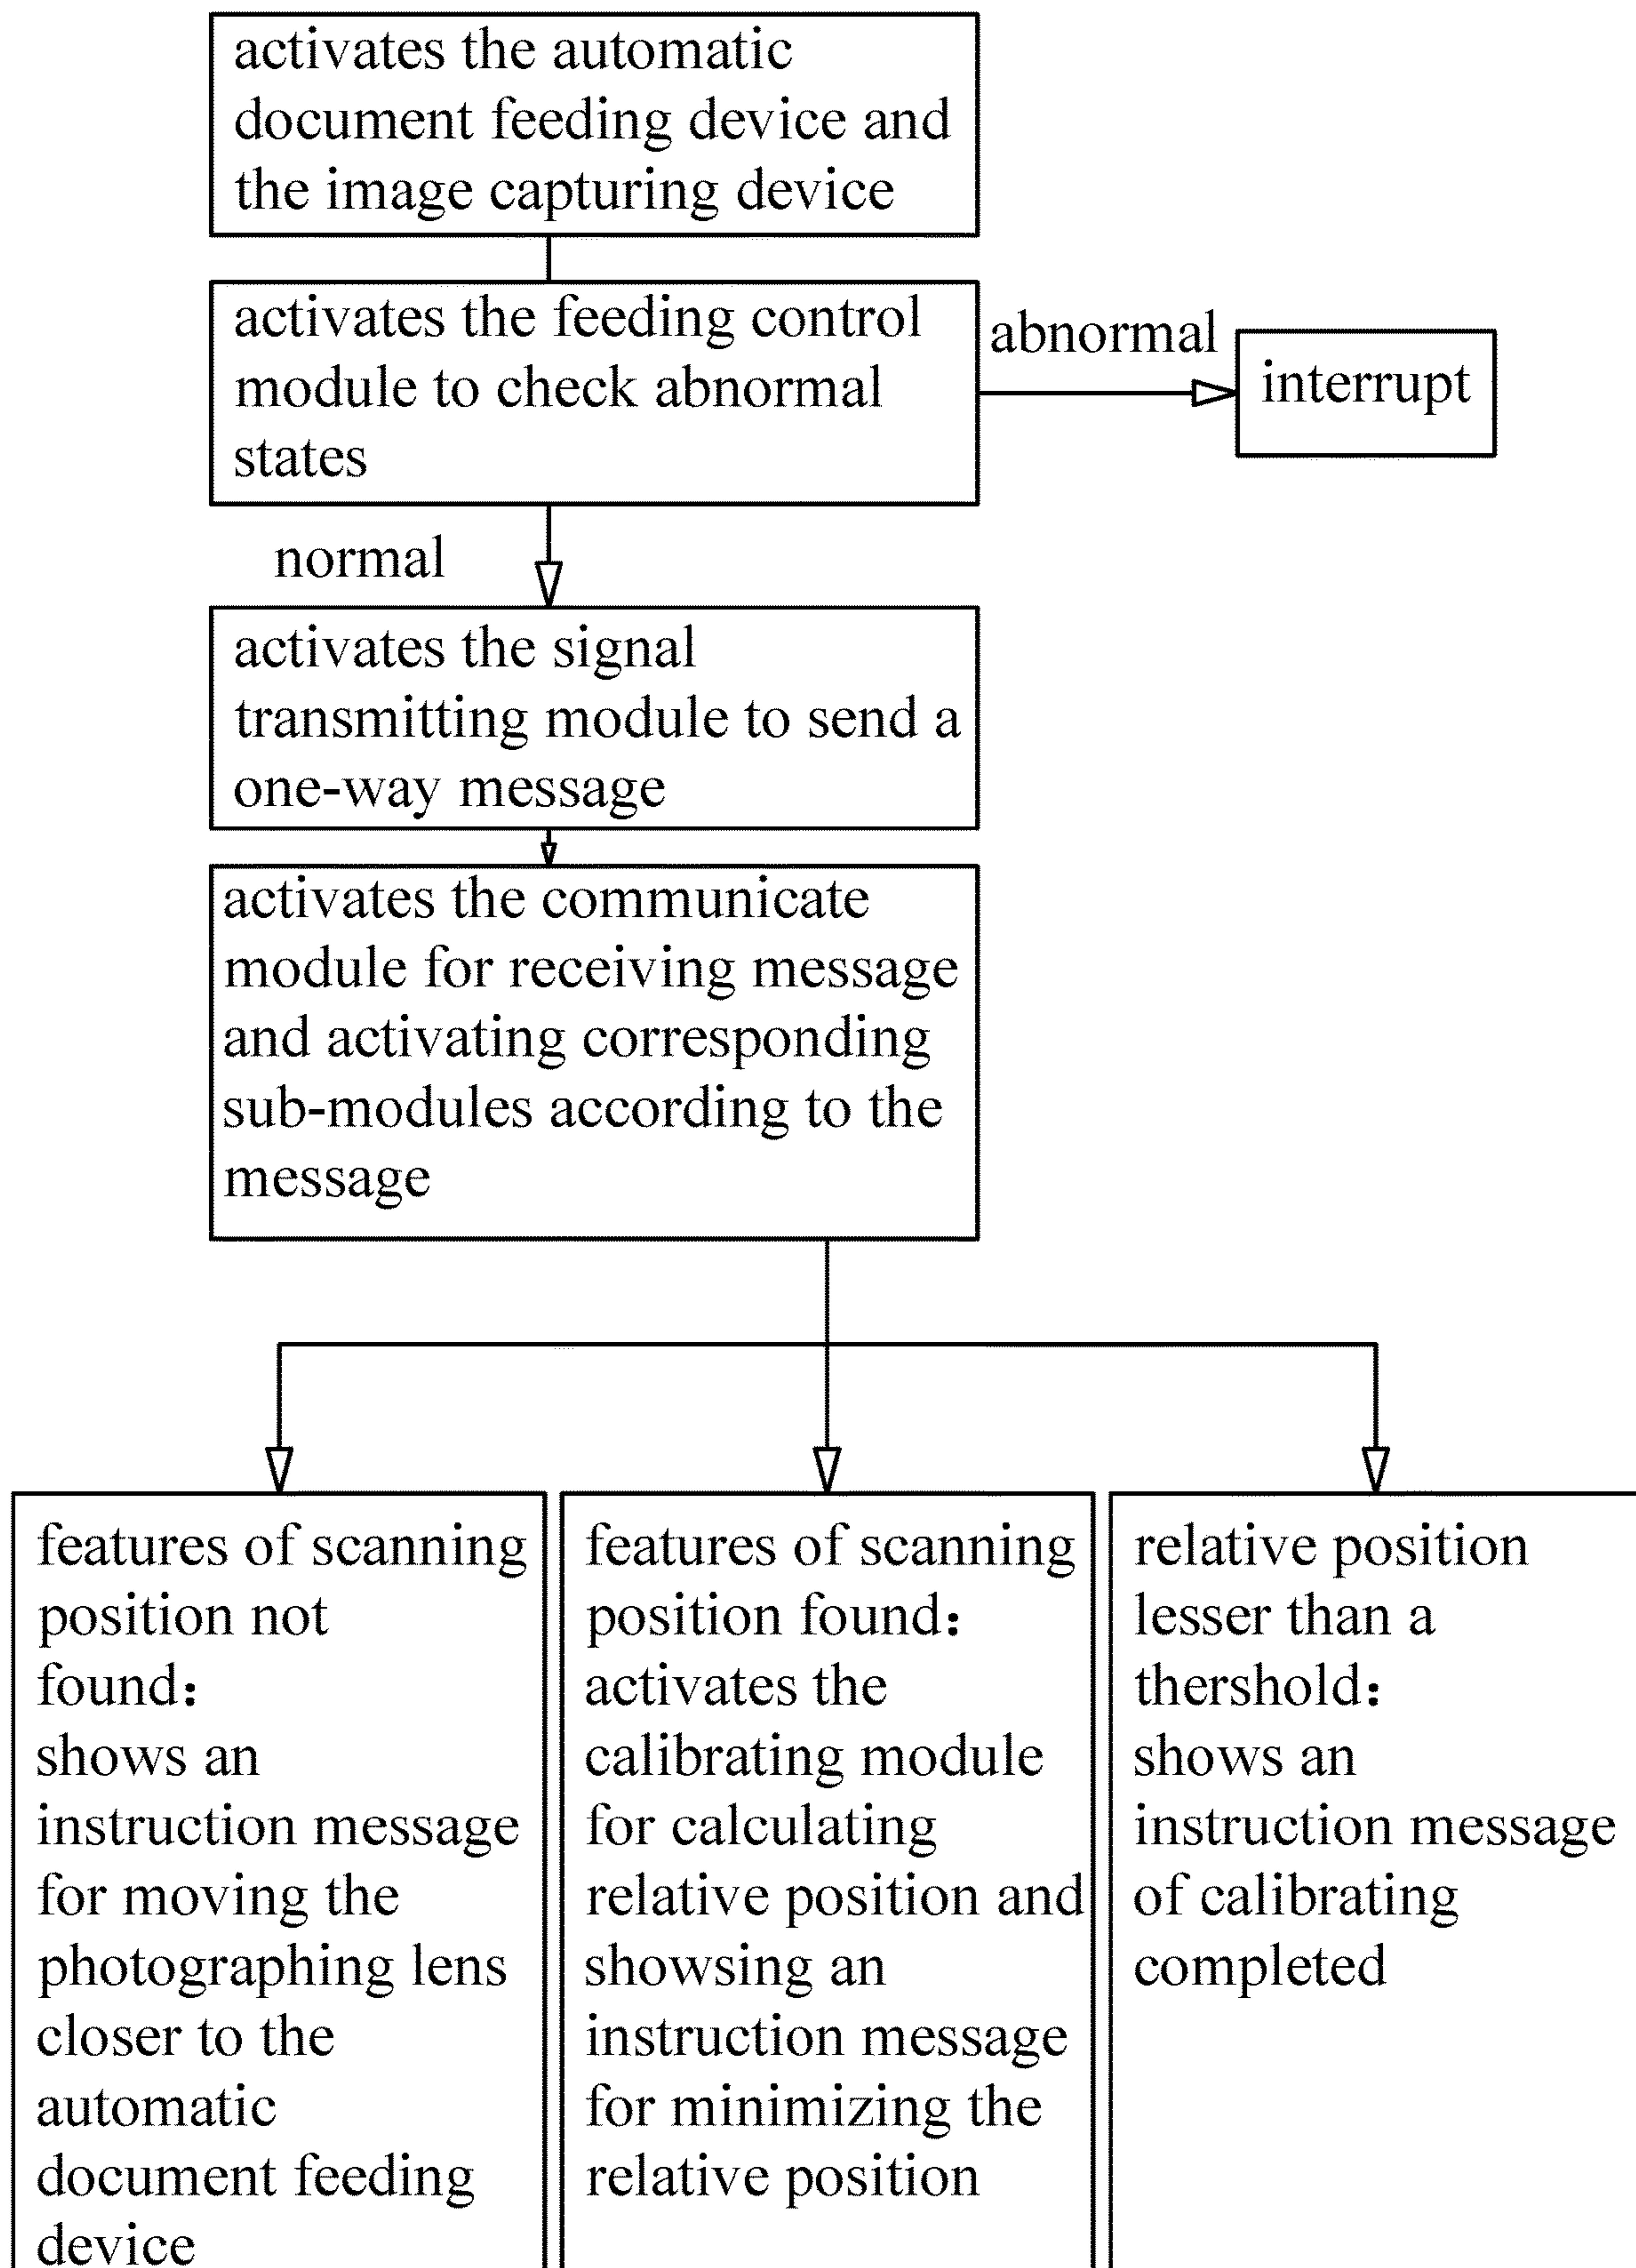 activates the automatic
document feeding device and
the image capturing device
activates the feeding control
module to check abnormal
states
abnormal
interrupt
normal
activates the signal
transmitting module to send a
one-way message
activates the communicate
module for receiving message
and activating corresponding
sub-modules according to the
message
features of scanning
position not
found:
shows an
instruction message
for moving the
photographing lens
closer to the
automatic
document feeding
device
features of scanning
position found:
activates the
calibrating module
for calculating
relative position and
showsing an
instruction message
for minimizing the
relative position
relative position
lesser than a
thershold:
shows an
instruction message
of calibrating
completed